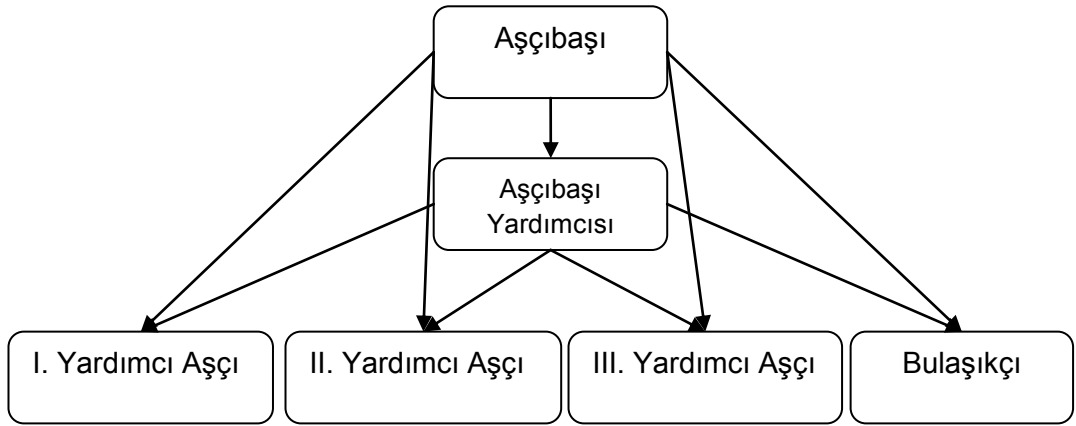 Aşçıbaşı
Aşçıbaşı
Yardımcısı
I. Yardımcı Aşçı
II. Yardımcı Aşçı
III. Yardımcı Aşçı
Bulaşıkçı